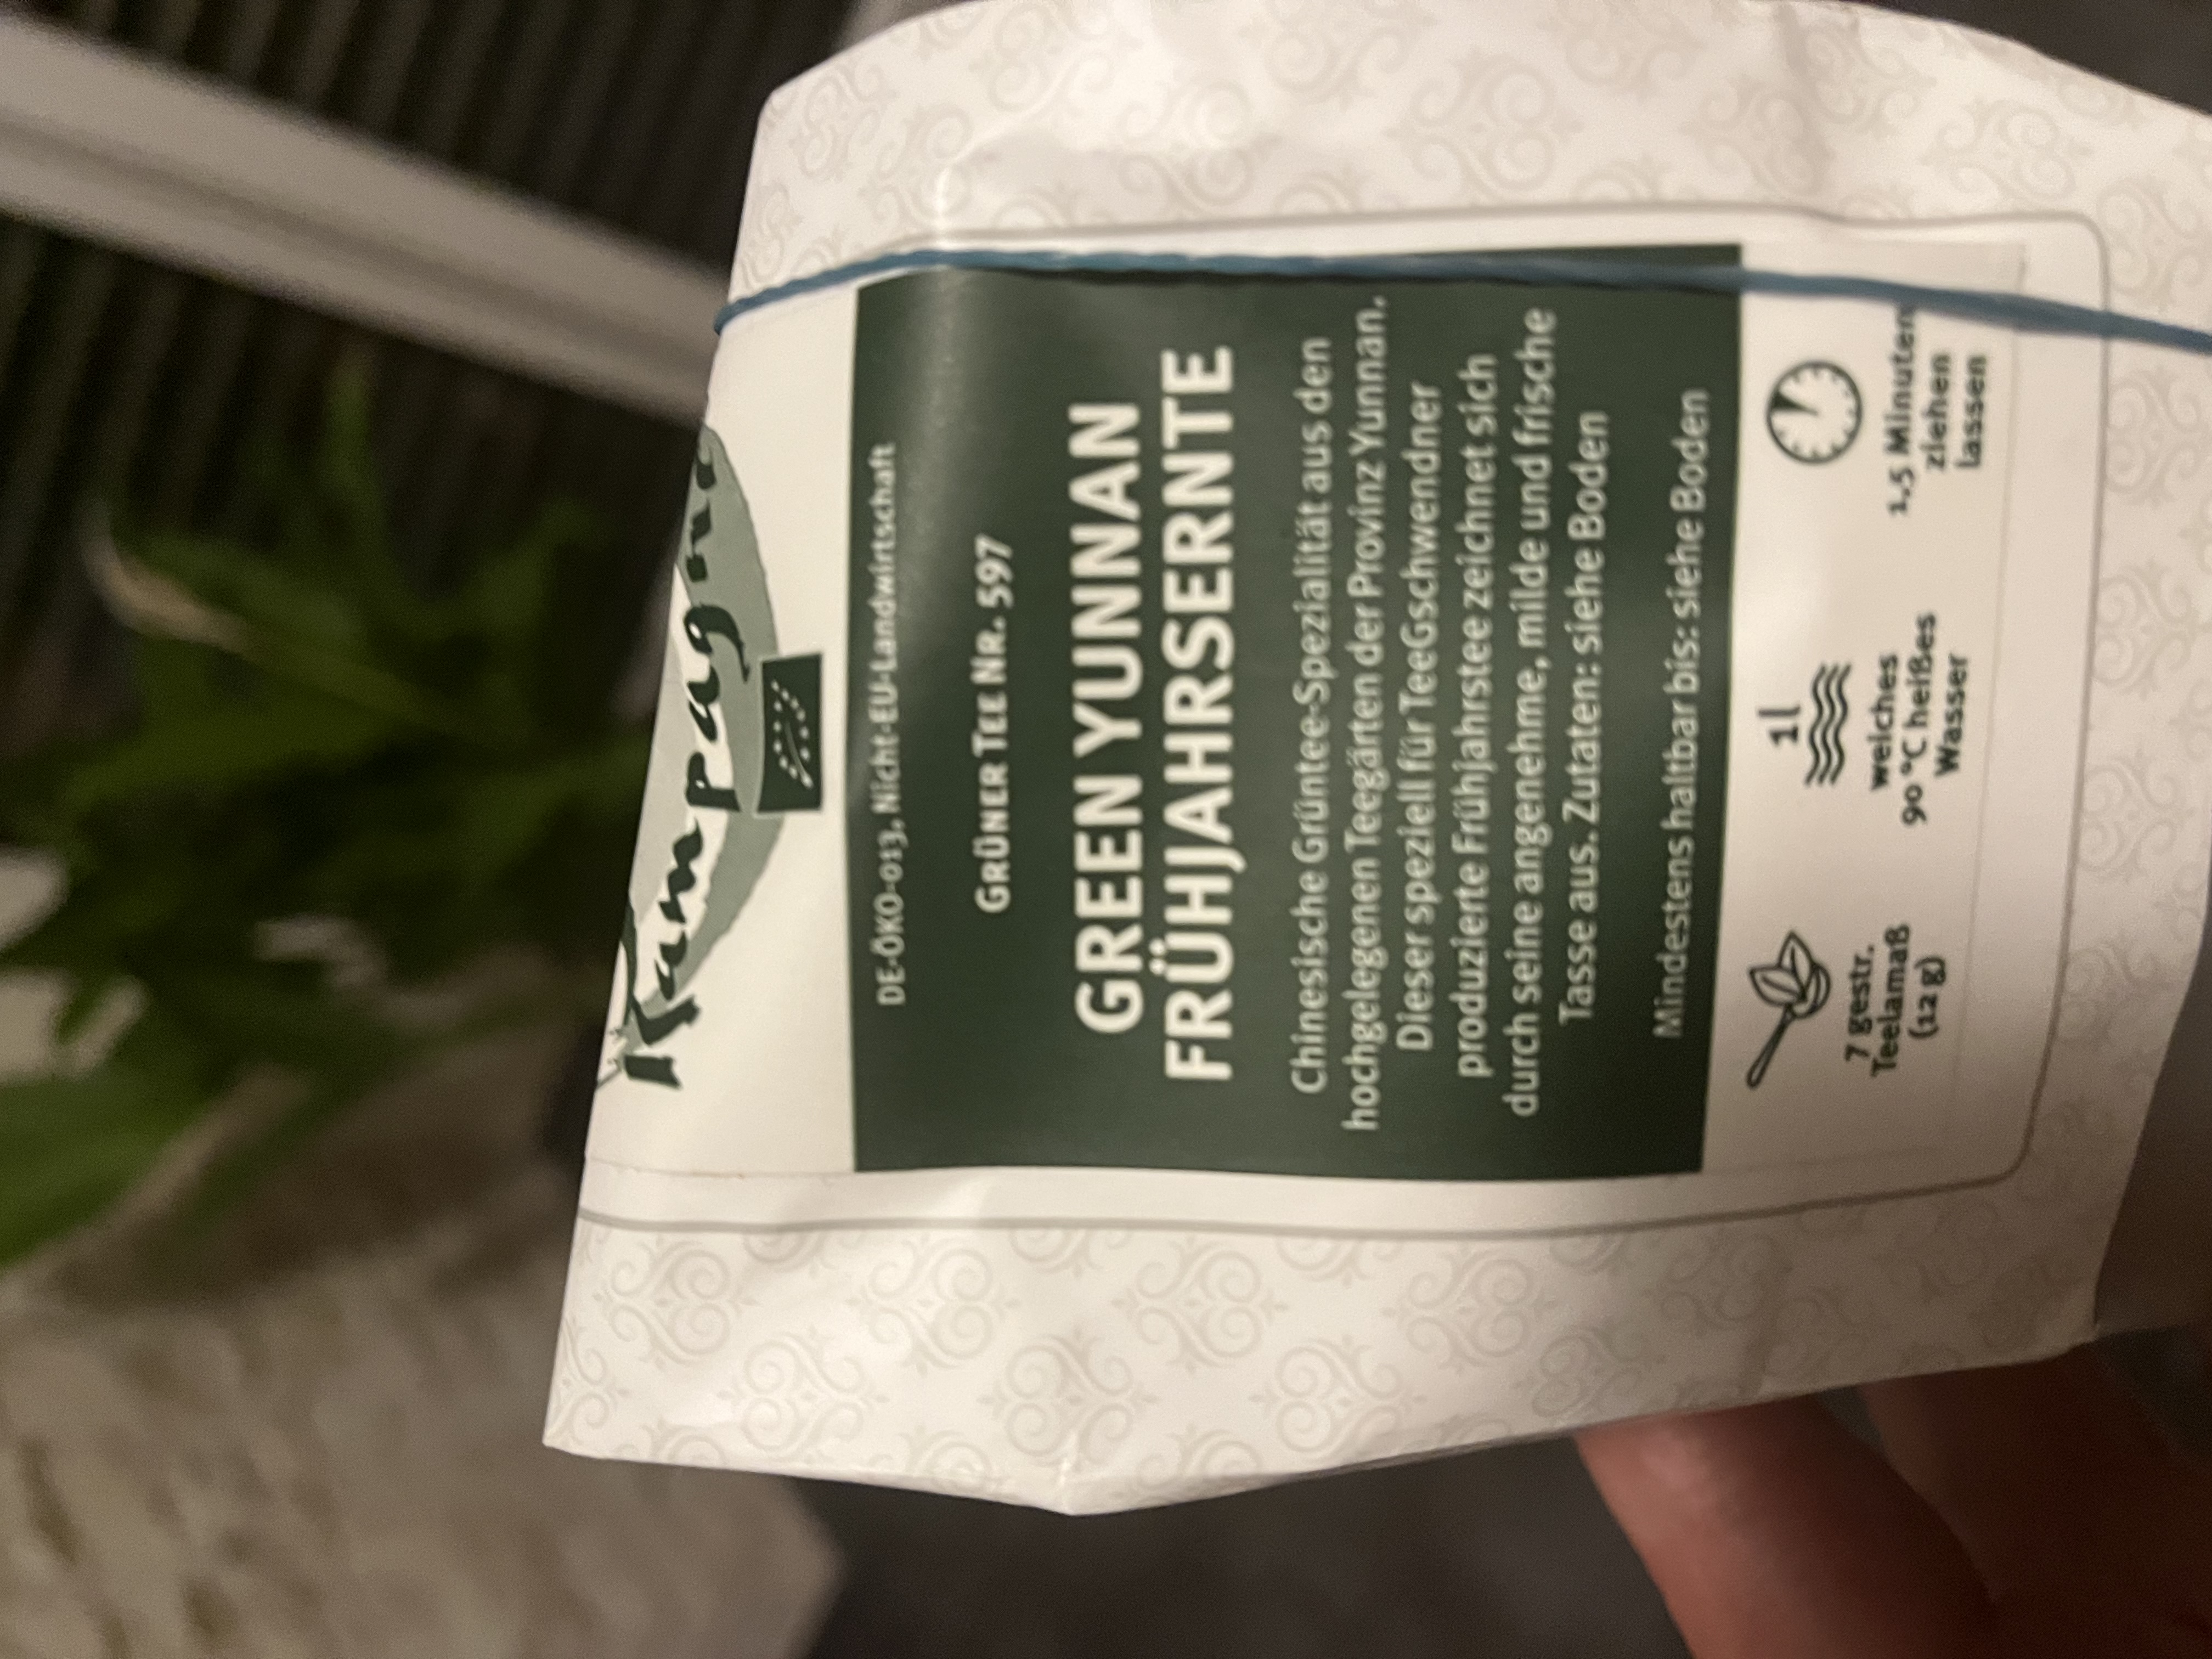 Kampagne
DE-ÖKO-013, Nicht-EU-Landwirtschaft
GRÜNER TEE NR. 597
GREEN YUNNAN
FRÜHJAHRSERNTE
Chinesische Grüntee-Spezialität aus den
hochgelegenen Teegärten der Provinz Yunnan.
Dieser speziell für TeeGschwendner
produzierte Frühjahrstee zeichnet sich
durch seine angenehme, milde und frische
Tasse aus. Zutaten: siehe Boden
Mindestens haltbar bis: siehe Boden
7 gestr.
Teelamaß
(12 g)
1l
weiches
90 °C heißes
Wasser
1,5 Minuten
ziehen
lassen